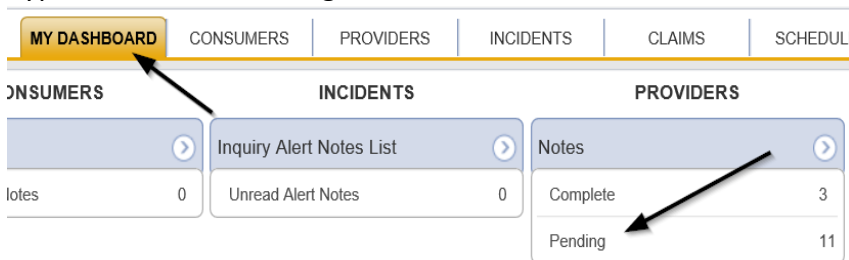 MY DASHBOARD CONSUMERS PROVIDERS INCIDENTS CLAIMS SCHEDUL
ONSUMERS INCIDENTS PROVIDERS
Inquiry Alert Notes List Notes
lotes 0 Unread Alert Notes 0 Complete 3
Pending 11